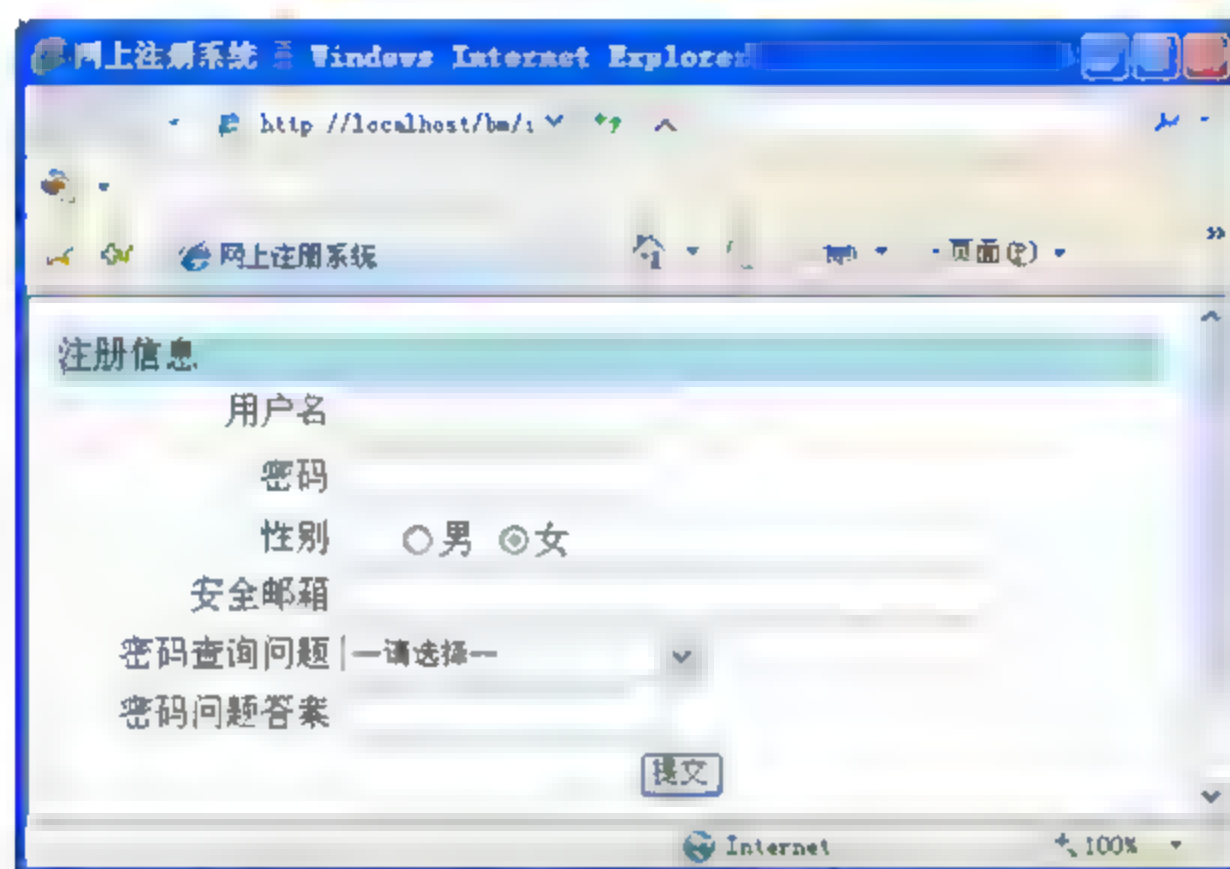 网上注册系统 - Windows Internet Explorer
http //localhost/bm/
网上注册系统
页面(P)
注册信息
用户名
密码
性别 男 女
安全邮箱
密码查询问题 --请选择--
密码问题答案
提交
Internet 100%